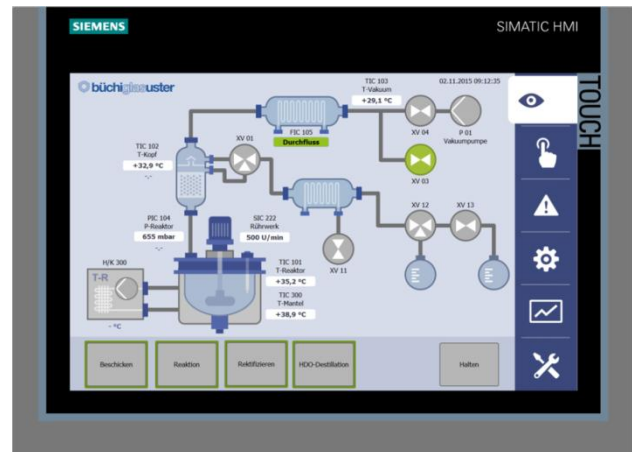 SIEMENS
SIMATIC HMI
TOUCH
büchiglasuster
TIC 103
T-Vakuum
+29,1 °C
02.11.2015 09:12:35
FIC 105
Durchfluss
XV 04
P 01
Vakuumpumpe
TIC 102
T-Kopf
+32,9 °C
-.-
XV 01
XV 03
PIC 104
P-Reaktor
655 mbar
-.-
SIC 222
Rührwerk
500 U/min
XV 12
XV 13
H/K 300
T-R
- °C
TIC 101
T-Reaktor
+35,2 °C
TIC 300
T-Mantel
+38,9 °C
XV 11
Beschicken
Reaktion
Rektifizieren
HDO-Destillation
Halten